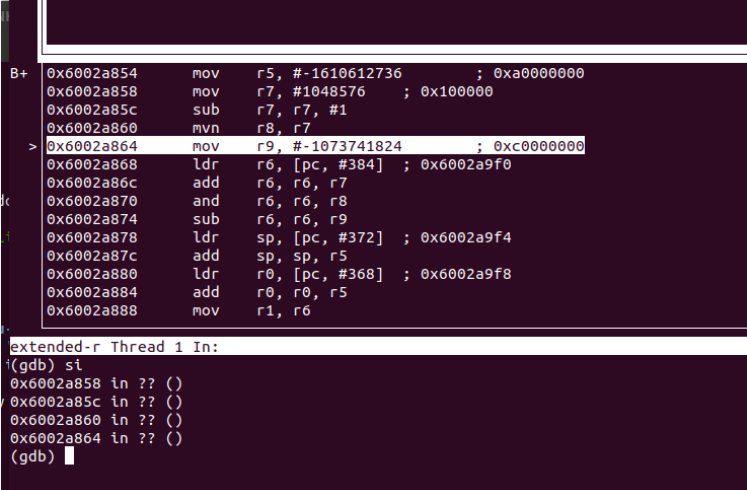 B+ 0x6002a854 mov r5, #-1610612736 ; 0xa0000000
0x6002a858 mov r7, #1048576 ; 0x100000
0x6002a85c sub r7, r7, #1
0x6002a860 mvn r8, r7
> 0x6002a864 mov r9, #-1073741824 ; 0xc0000000
0x6002a868 ldr r6, [pc, #384] ; 0x6002a9f0
0x6002a86c add r6, r6, r7
0x6002a870 and r6, r6, r8
0x6002a874 sub r6, r6, r9
0x6002a878 ldr sp, [pc, #372] ; 0x6002a9f4
0x6002a87c add sp, sp, r5
0x6002a880 ldr r0, [pc, #368] ; 0x6002a9f8
0x6002a884 add r0, r0, r5
0x6002a888 mov r1, r6
extended-r Thread 1 In:
(gdb) si
0x6002a858 in ?? ()
0x6002a85c in ?? ()
0x6002a860 in ?? ()
0x6002a864 in ?? ()
(gdb)